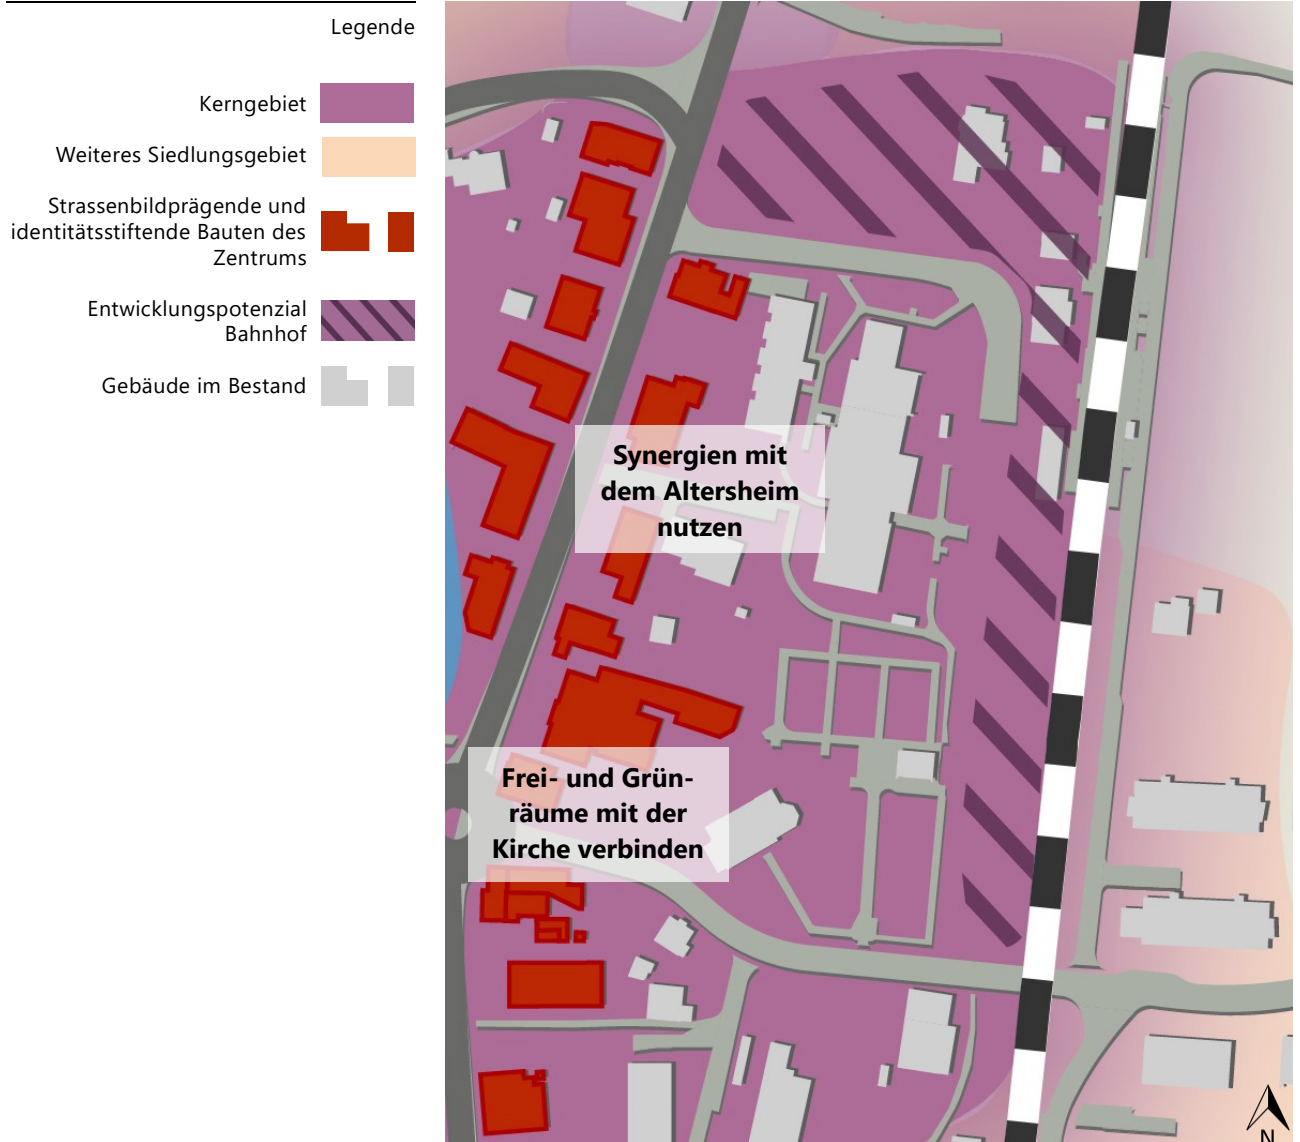 Legende
Kerngebiet
Weiteres Siedlungsgebiet
Strassenbildprägende und
identitätsstiftende Bauten des
Zentrums
Entwicklungspotenzial
Bahnhof
Gebäude im Bestand
Synergien mit
dem Altersheim
nutzen
Frei- und Grün-
räume mit der
Kirche verbinden
N